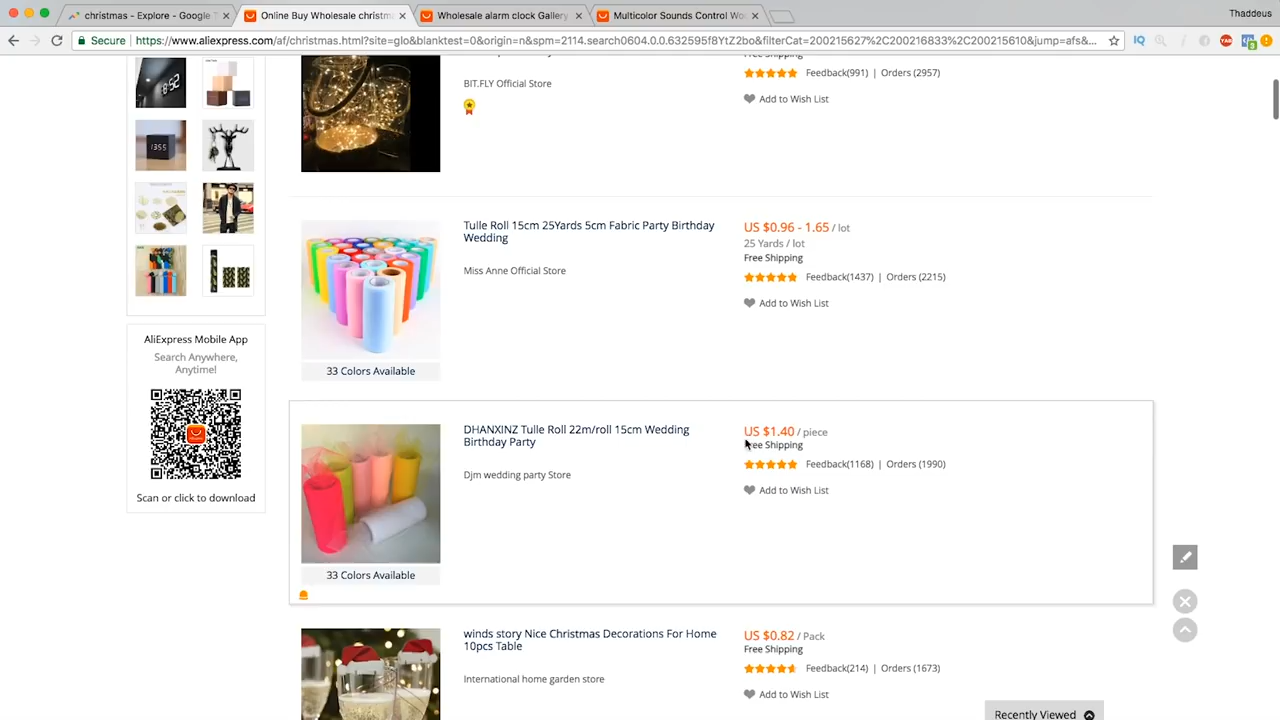 christmas - Explore - Google T
Online Buy Wholesale christma
Wholesale alarm clock Gallery
Multicolor Sounds Control Wo
Thaddeus
Secure
https://www.aliexpress.com/af/christmas.html?site=glo&blanktest=0&origin=n&spm=2114.search0604.0.0.632595f8YtZ2bo&filterCat=200215627%2C200216833%2C200215610&jump=afs&...
BIT.FLY Official Store
Feedback(991) | Orders (2957)
Add to Wish List
Tulle Roll 15cm 25Yards 5cm Fabric Party Birthday
Wedding
Miss Anne Official Store
US $0.96 - 1.65 / lot
25 Yards / lot
Free Shipping
Feedback(1437) | Orders (2215)
Add to Wish List
33 Colors Available
AliExpress Mobile App
Search Anywhere,
Anytime!
Scan or click to download
DHANXINZ Tulle Roll 22m/roll 15cm Wedding
Birthday Party
Djm wedding party Store
US $1.40 / piece
Free Shipping
Feedback(1168) | Orders (1990)
Add to Wish List
33 Colors Available
winds story Nice Christmas Decorations For Home
10pcs Table
International home garden store
US $0.82 / Pack
Free Shipping
Feedback(214) | Orders (1673)
Add to Wish List
Recently Viewed